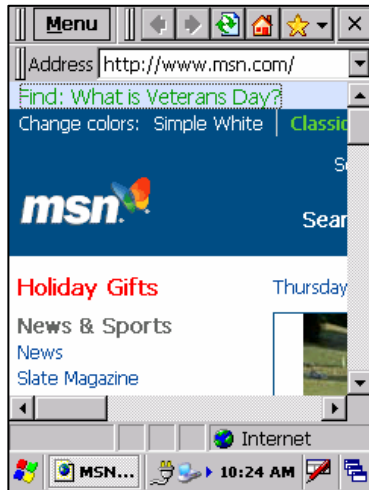 Menu
Address http://www.msn.com/
Find: What is Veterans Day?
Change colors: Simple White | Classic
msn
Sear
Holiday Gifts
Thursday
News & Sports
News
Slate Magazine
Internet
MSN...
10:24 AM